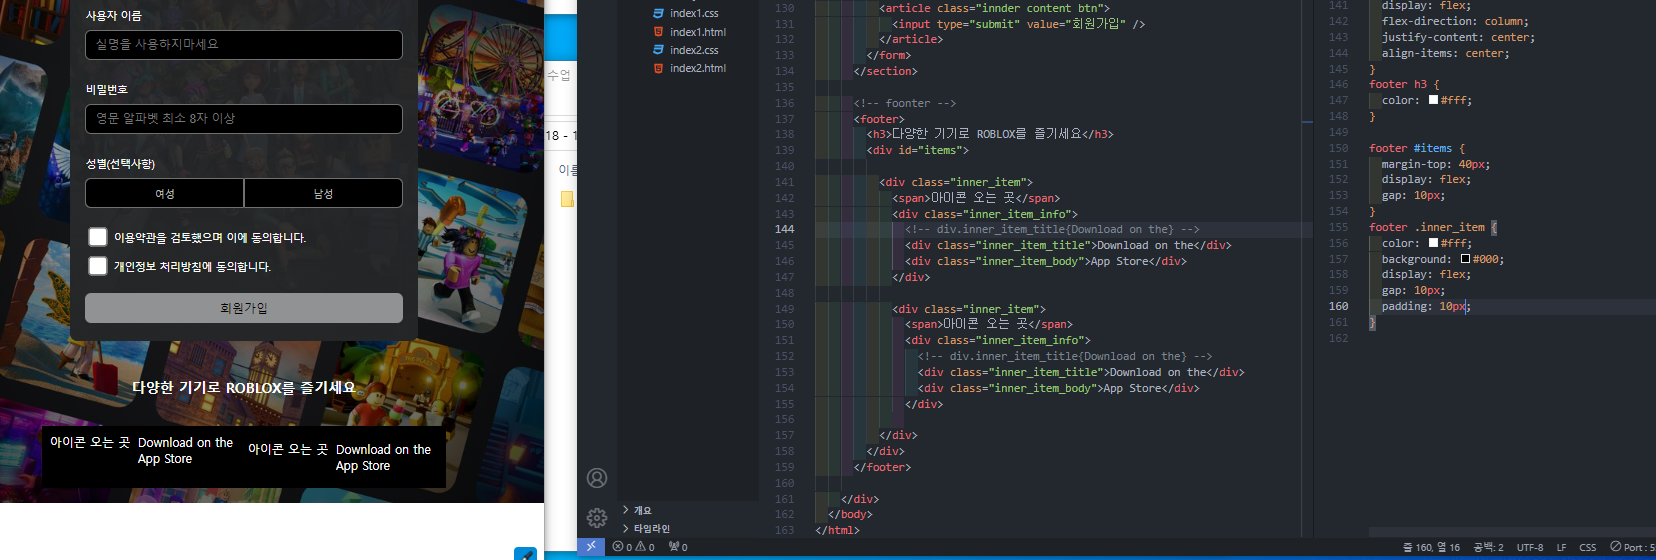 사용자 이름
실명을 사용하지마세요
비밀번호
영문 알파벳 최소 8자 이상
성별(선택사항)
여성 남성
이용약관을 검토했으며 이에 동의합니다.
개인정보 처리방침에 동의합니다.
회원가입
다양한 기기로 ROBLOX를 즐기세요
아이콘 오는 곳 Download on the
App Store
아이콘 오는 곳 Download on the
App Store
수업
18 - 1
이름
index1.css
index1.html
index2.css
index2.html
개요
타임라인
130 <article class="innder content btn">
131 <input type="submit" value="회원가입" />
132 </article>
133 </form>
134 </section>
135
136 <!-- foonter -->
137 <footer>
138 <h3>다양한 기기로 ROBLOX를 즐기세요</h3>
139 <div id="items">
140
141 <div class="inner_item">
142 <span>아이콘 오는 곳</span>
143 <div class="inner_item_info">
144 <!-- div.inner_item_title{Download on the} -->
145 <div class="inner_item_title">Download on the</div>
146 <div class="inner_item_body">App Store</div>
147 </div>
148
149 <div class="inner_item">
150 <span>아이콘 오는 곳</span>
151 <div class="inner_item_info">
152 <!-- div.inner_item_title{Download on the} -->
153 <div class="inner_item_title">Download on the</div>
154 <div class="inner_item_body">App Store</div>
155 </div>
156
157 </div>
158 </div>
159 </footer>
160
161 </div>
162 </body>
163 </html>
141 display: flex;
142 flex-direction: column;
143 justify-content: center;
144 align-items: center;
145 }
146 footer h3 {
147 color: #fff;
148 }
149
150 footer #items {
151 margin-top: 40px;
152 display: flex;
153 gap: 10px;
154 }
155 footer .inner_item {
156 color: #fff;
157 background: #000;
158 display: flex;
159 gap: 10px;
160 padding: 10px;
161 }
162
0 0 0 줄 160, 열 16 공백: 2 UTF-8 LF CSS Port : 5